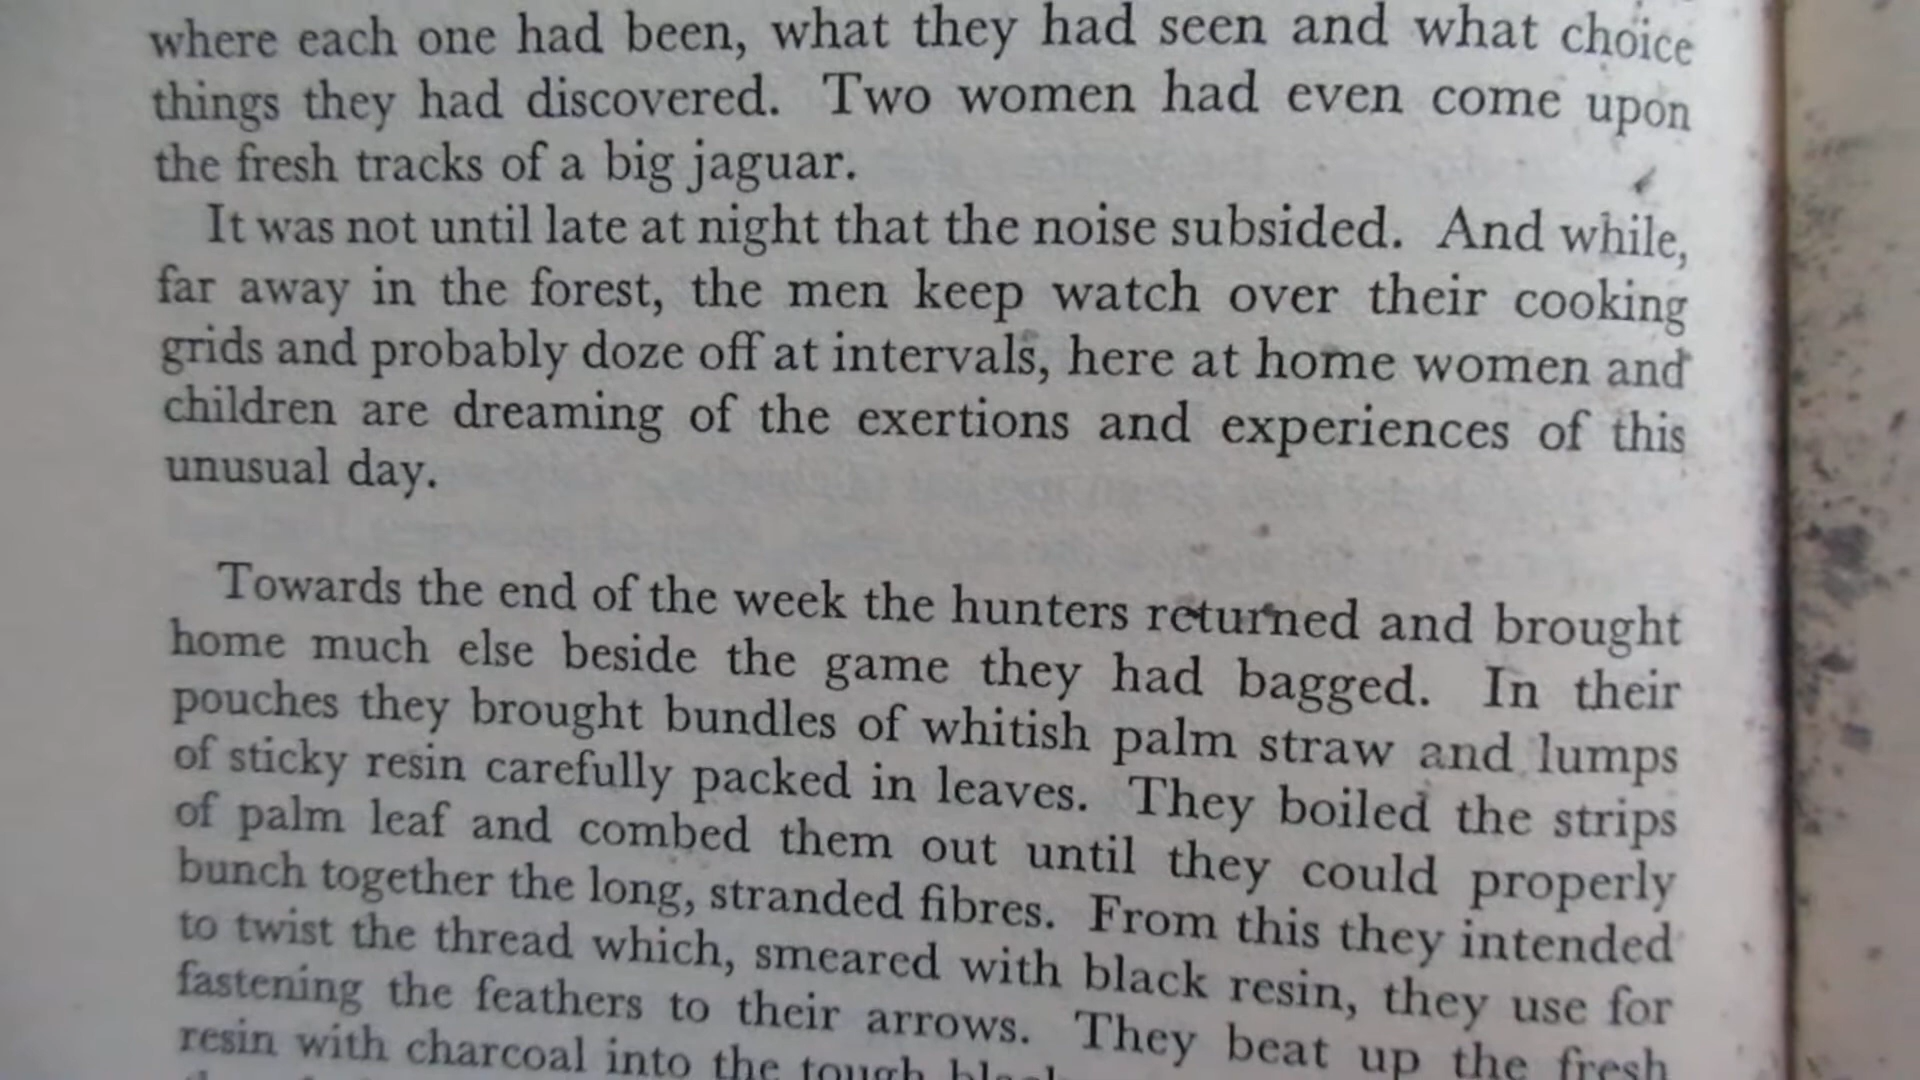 where each one had been, what they had seen and what choice
things they had discovered. Two women had even come upon
the fresh tracks of a big jaguar.
It was not until late at night that the noise subsided. And while,
far away in the forest, the men keep watch over their cooking
grids and probably doze off at intervals, here at home women and
children are dreaming of the exertions and experiences of this
unusual day.
Towards the end of the week the hunters returned and brought
home much else beside the game they had bagged. In their
pouches they brought bundles of whitish palm straw and lumps
of sticky resin carefully packed in leaves. They boiled the strips
of palm leaf and combed them out until they could properly
bunch together the long, stranded fibres. From this they intended
to twist the thread which, smeared with black resin, they use for
fastening the feathers to their arrows. They beat up the fresh
resin with charcoal into the tough